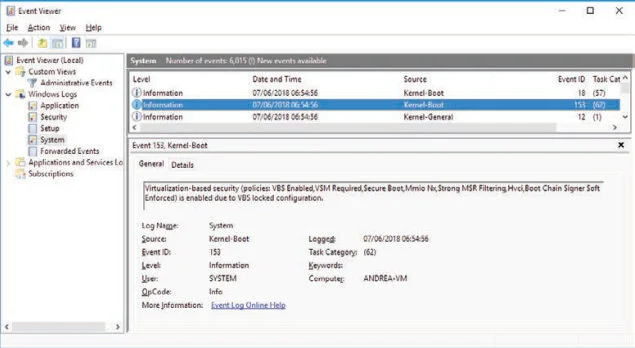 Event Viewer
File Action View Help
Event Viewer (Local)
Custom Views
Administrative Events
Windows Logs
Application
Security
Setup
System
Forwarded Events
Applications and Services Lo
Subscriptions
System Number of events: 6,015 (!) New events available
Level Date and Time Source Event ID Task Cat
Information 07/06/2018 06:54:56 Kernel-Boot 18 (57)
Information 07/06/2018 06:54:56 Kernel-Boot 153 (62)
Information 07/06/2018 06:54:56 Kernel-General 12 (1)
Event 153, Kernel-Boot
General Details
Virtualization-based security (policies: VBS Enabled,VSM Required,Secure Boot,Mmio Nx,Strong MSR Filtering,Hvci,Boot Chain Signer Soft
Enforced) is enabled due to VBS locked configuration.
Log Name: System
Source: Kernel-Boot Logged: 07/06/2018 06:54:56
Event ID: 153 Task Category: (62)
Level: Information Keywords:
User: SYSTEM Computer: ANDREA-VM
OpCode: Info
More Information: Event Log Online Help